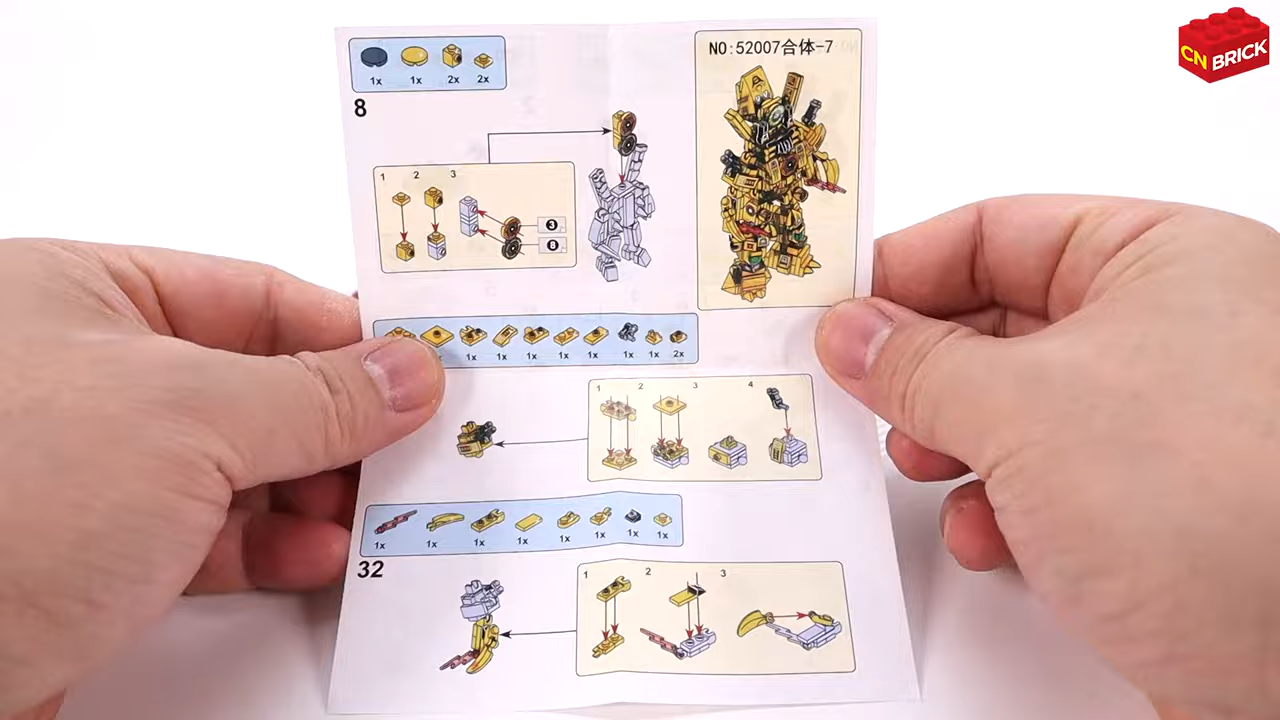 CN BRICK
NO:52007合体-7
1x 1x 2x 2x
8
1 2 3
3
8
1x 1x 1x 1x 1x 1x 1x 2x
1 2 3 4
1x 1x 1x 1x 1x 1x 1x 1x
32
1 2 3